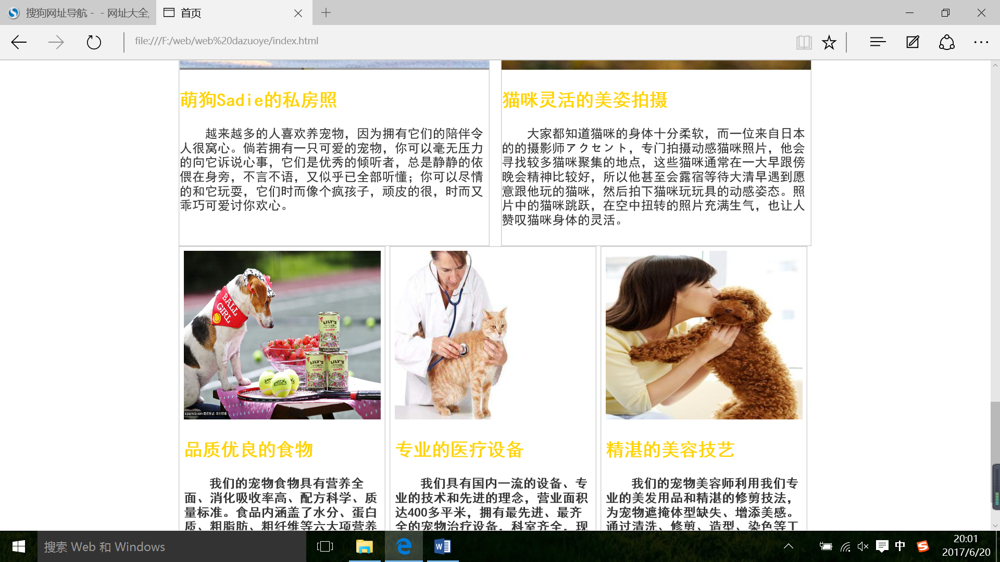 搜狗网址导航 - - 网址大全
首页
file:///F:/web/web%20dazuoye/index.html
萌狗Sadie的私房照
越来越多的人喜欢养宠物，因为拥有它们的陪伴令
人很窝心。倘若拥有一只可爱的宠物，你可以毫无压力
的向它诉说心事，它们是优秀的倾听者，总是静静的依
偎在身旁，不言不语，又似乎已全部听懂；你可以尽情
的和它玩耍，它们时而像个疯孩子，顽皮的很，时而又
乖巧可爱讨你欢心。
猫咪灵活的美姿拍摄
大家都知道猫咪的身体十分柔软，而一位来自日本
的的摄影师アクセント，专门拍摄动感猫咪照片，他会
寻找较多猫咪聚集的地点，这些猫咪通常在一大早跟傍
晚会精神比较好，所以他甚至会露宿等待大清早遇到愿
意跟他玩的猫咪，然后拍下猫咪玩玩具的动感姿态。照
片中的猫咪跳跃，在空中扭转的照片充满生气，也让人
赞叹猫咪身体的灵活。
BALL
GIRL
LILY'S
KITCHEN
LILY'S
KITCHEN
LILY'S
KITCHEN
sipaphoto.com 版权作品 请勿转载
品质优良的食物
我们的宠物食物具有营养全
面、消化吸收率高、配方科学、质
量标准。食品内涵盖了水分、蛋白
质、粗脂肪、粗纤维等六大项营养
专业的医疗设备
我们具有国内一流的设备、专
业的技术和先进的理念，营业面积
达400多平米，拥有最先进、最齐
全的宠物治疗设备，科室齐全，现
精湛的美容技艺
我们的宠物美容师利用我们专
业的美发用品和精湛的修剪技法，
为宠物遮掩体型缺失、增添美感。
通过清洗、修剪、造型、染色等工
搜索 Web 和 Windows
中
20:01
2017/6/20